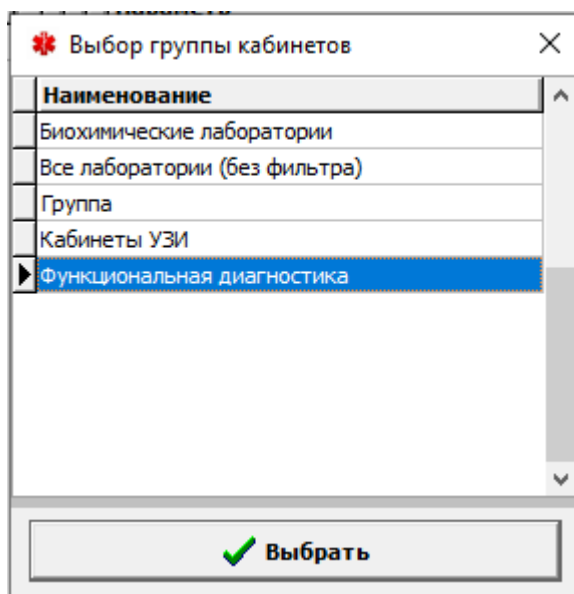 Выбор группы кабинетов
Наименование
Биохимические лаборатории
Все лаборатории (без фильтра)
Группа
Кабинеты УЗИ
Функциональная диагностика
Выбрать